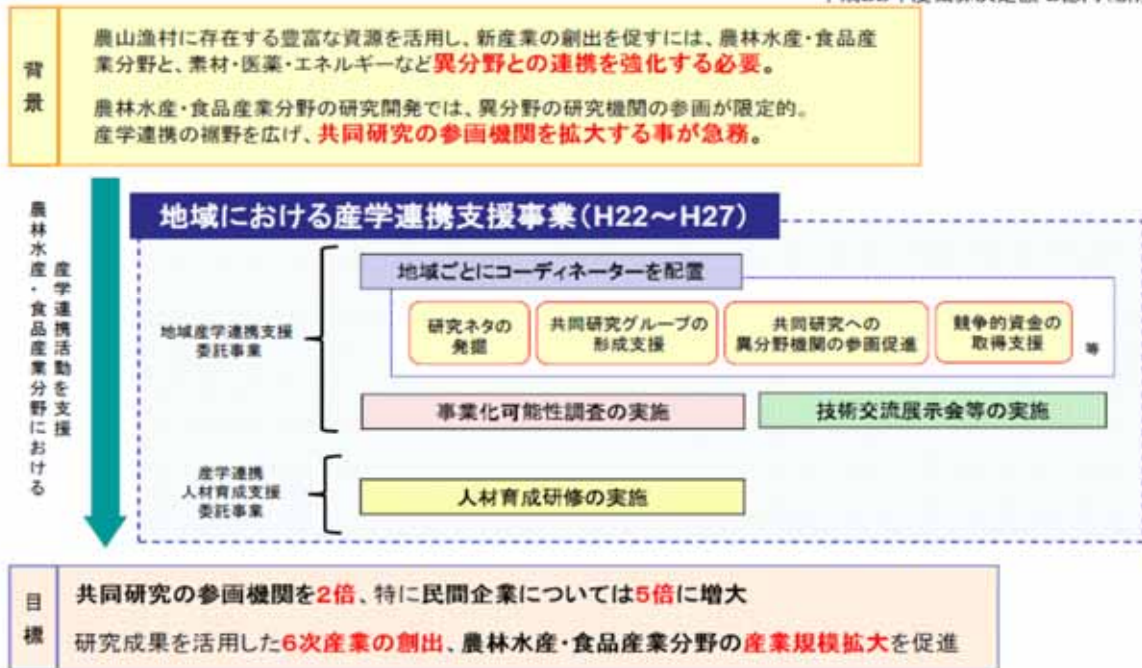 背景
農山漁村に存在する豊富な資源を活用し、新産業の創出を促すには、農林水産・食品産
業分野と、素材・医薬・エネルギーなど異分野との連携を強化する必要。
農林水産・食品産業分野の研究開発では、異分野の研究機関の参画が限定的。
産学連携の裾野を広げ、共同研究の参画機関を拡大する事が急務。
農林水産・食品産業分野における
産学連携活動を支援
地域における産学連携支援事業(H22～H27)
地域産学連携支援
委託事業
地域ごとにコーディネーターを配置
研究ネタの
発掘
共同研究グループの
形成支援
共同研究への
異分野機関の参画促進
競争的資金の
取得支援
等
事業化可能性調査の実施
技術交流展示会等の実施
産学連携
人材育成支援
委託事業
人材育成研修の実施
目標
共同研究の参画機関を2倍、特に民間企業については5倍に増大
研究成果を活用した6次産業の創出、農林水産・食品産業分野の産業規模拡大を促進